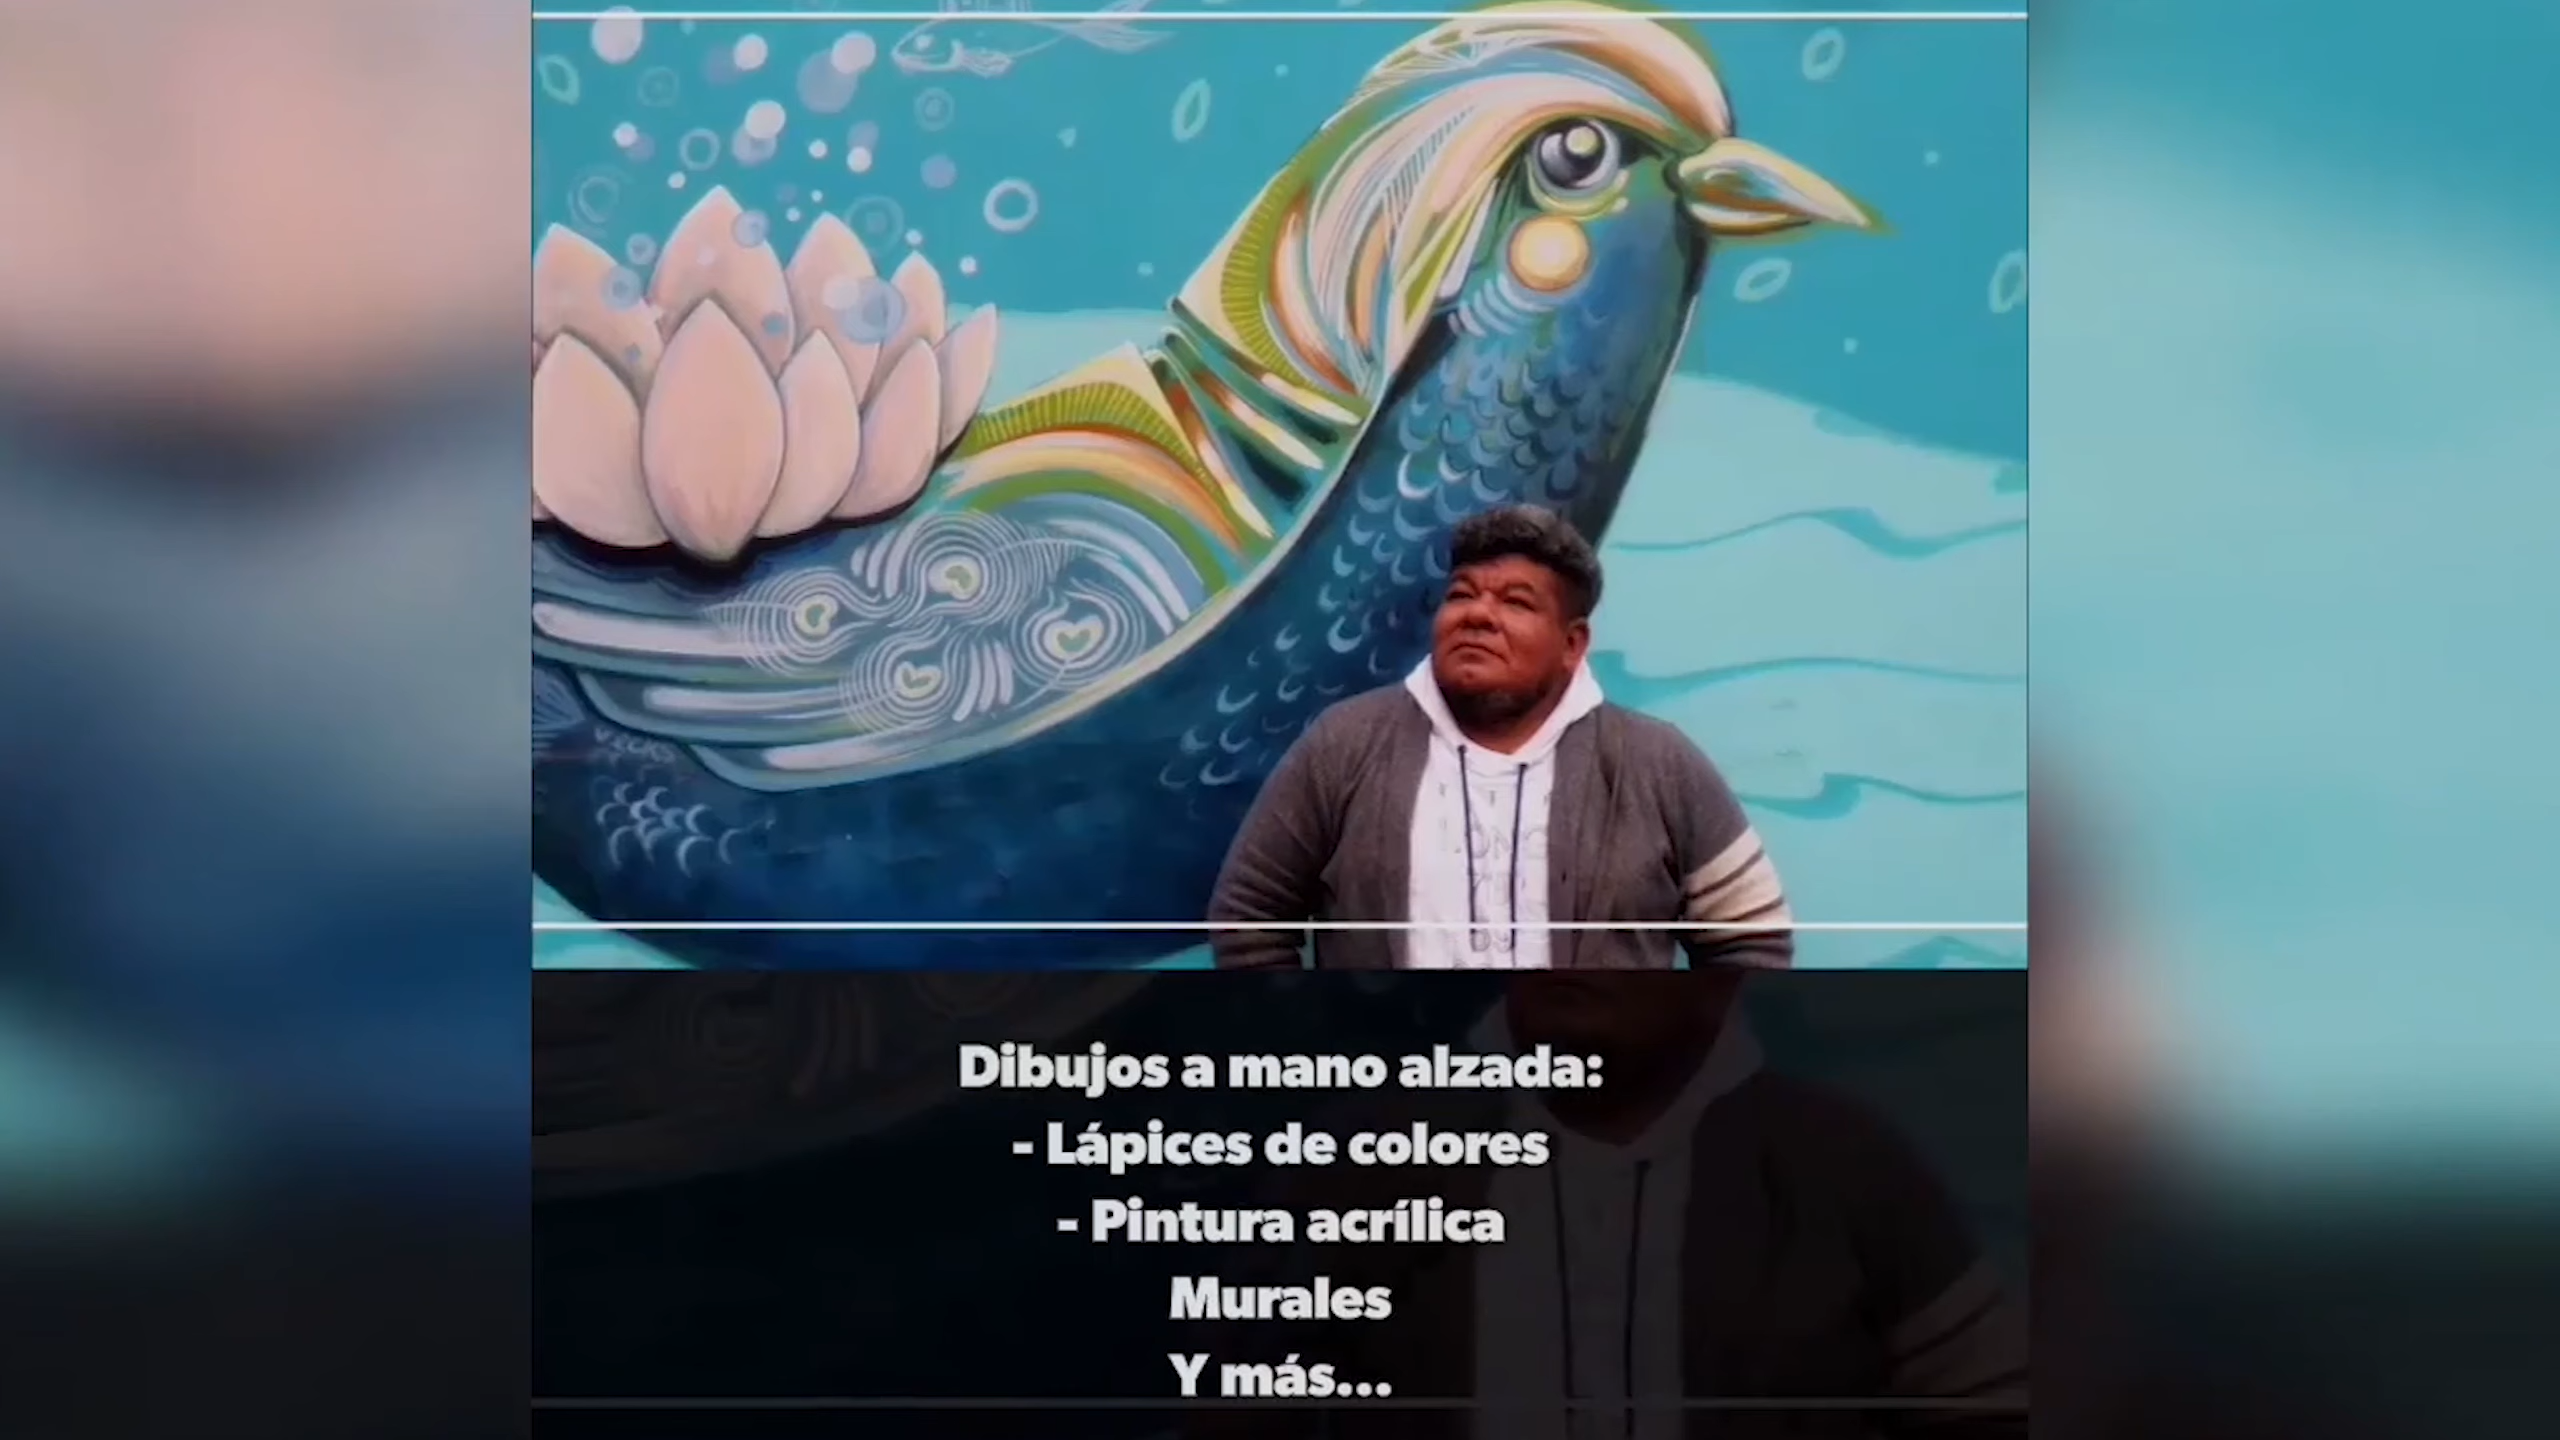 Dibujos a mano alzada:
- Lápices de colores
- Pintura acrílica
Murales
Y más...